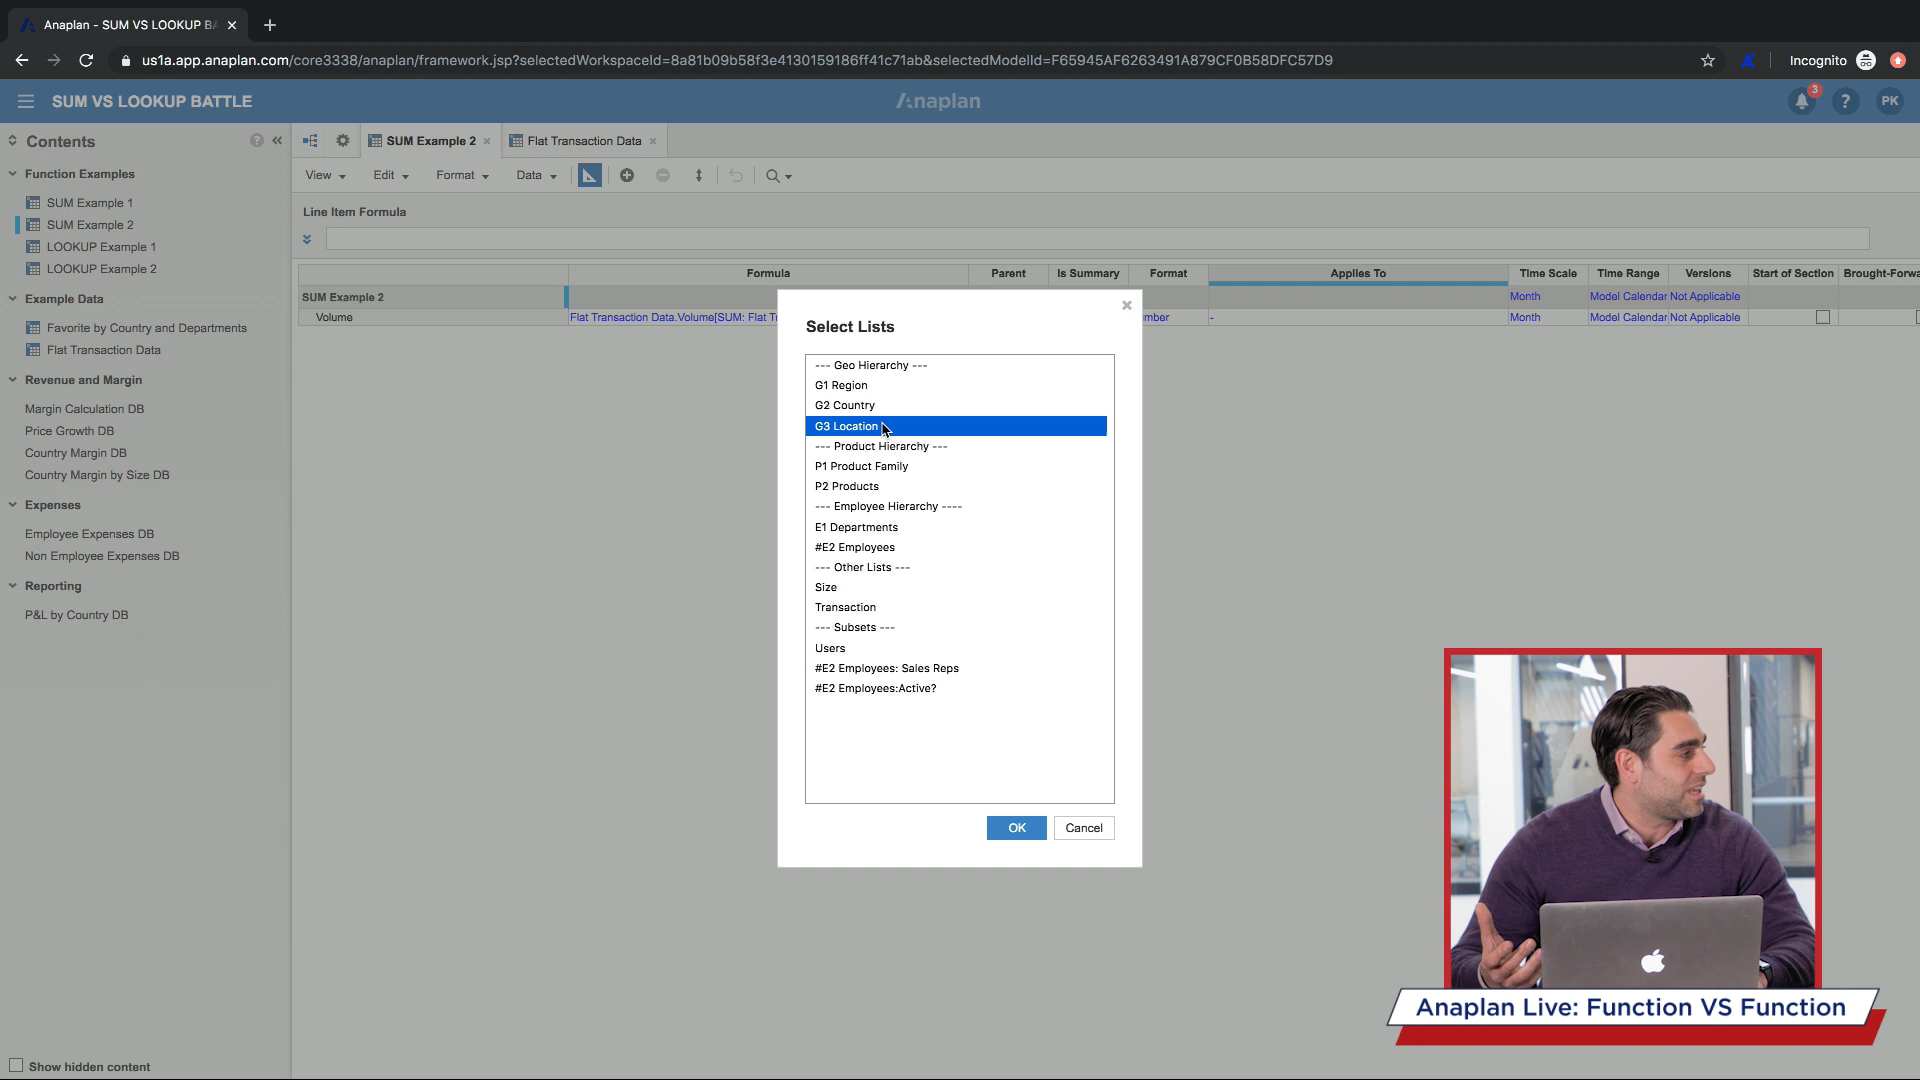 Anaplan - SUM VS LOOKUP BA
us1a.app.anaplan.com/core3338/anaplan/framework.jsp?selectedWorkspaceId=8a81b09b58f3e4130159186ff41c71ab&selectedModelId=F65945AF6263491A879CF0B58DFC57D9
Incognito
SUM VS LOOKUP BATTLE
Anaplan
3
?
PK
Contents
?
SUM Example 2
Flat Transaction Data
View
Edit
Format
Data
Function Examples
SUM Example 1
SUM Example 2
LOOKUP Example 1
LOOKUP Example 2
Example Data
Favorite by Country and Departments
Flat Transaction Data
Revenue and Margin
Margin Calculation DB
Price Growth DB
Country Margin DB
Country Margin by Size DB
Expenses
Employee Expenses DB
Non Employee Expenses DB
Reporting
P&L by Country DB
Show hidden content
Line Item Formula
Formula Parent Is Summary Format Applies To Time Scale Time Range Versions Start of Section Brought-Forwa
SUM Example 2 Month Model Calendar Not Applicable
Volume Flat Transaction Data.Volume[SUM: Flat T mber - Month Model Calendar Not Applicable
Select Lists
--- Geo Hierarchy ---
G1 Region
G2 Country
G3 Location
--- Product Hierarchy ---
P1 Product Family
P2 Products
--- Employee Hierarchy ----
E1 Departments
#E2 Employees
--- Other Lists ---
Size
Transaction
--- Subsets ---
Users
#E2 Employees: Sales Reps
#E2 Employees:Active?
OK
Cancel
Anaplan Live: Function VS Function